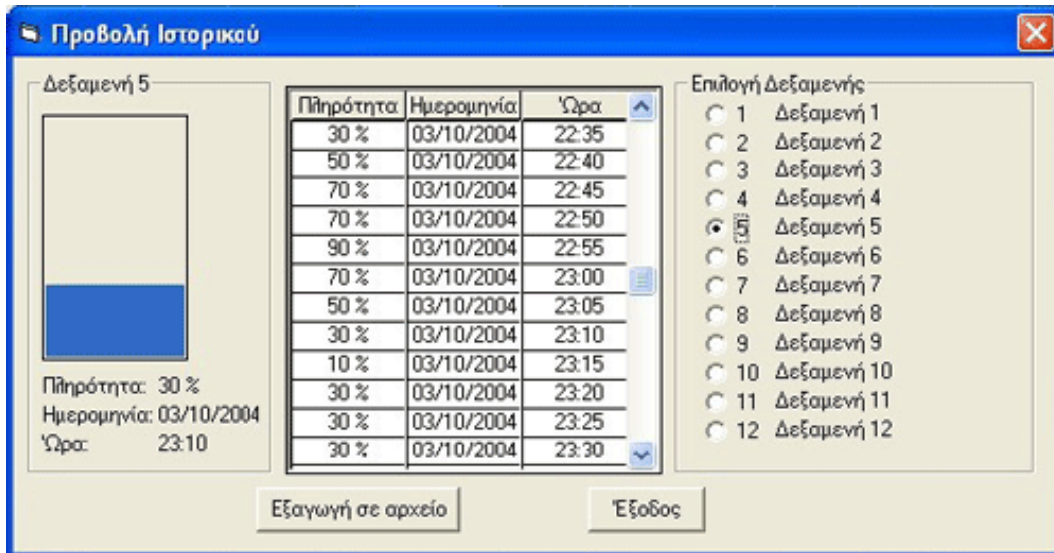 Προβολή Ιστορικού
Δεξαμενή 5
Πληρότητα: 30 %
Ημερομηνία: 03/10/2004
Ώρα: 23:10
Πληρότητα Ημερομηνία Ώρα
30 % 03/10/2004 22:35
50 % 03/10/2004 22:40
70 % 03/10/2004 22:45
70 % 03/10/2004 22:50
90 % 03/10/2004 22:55
70 % 03/10/2004 23:00
50 % 03/10/2004 23:05
30 % 03/10/2004 23:10
10 % 03/10/2004 23:15
30 % 03/10/2004 23:20
30 % 03/10/2004 23:25
30 % 03/10/2004 23:30
Επιλογή Δεξαμενής
1 Δεξαμενή 1
2 Δεξαμενή 2
3 Δεξαμενή 3
4 Δεξαμενή 4
5 Δεξαμενή 5
6 Δεξαμενή 6
7 Δεξαμενή 7
8 Δεξαμενή 8
9 Δεξαμενή 9
10 Δεξαμενή 10
11 Δεξαμενή 11
12 Δεξαμενή 12
Εξαγωγή σε αρχείο
Έξοδος